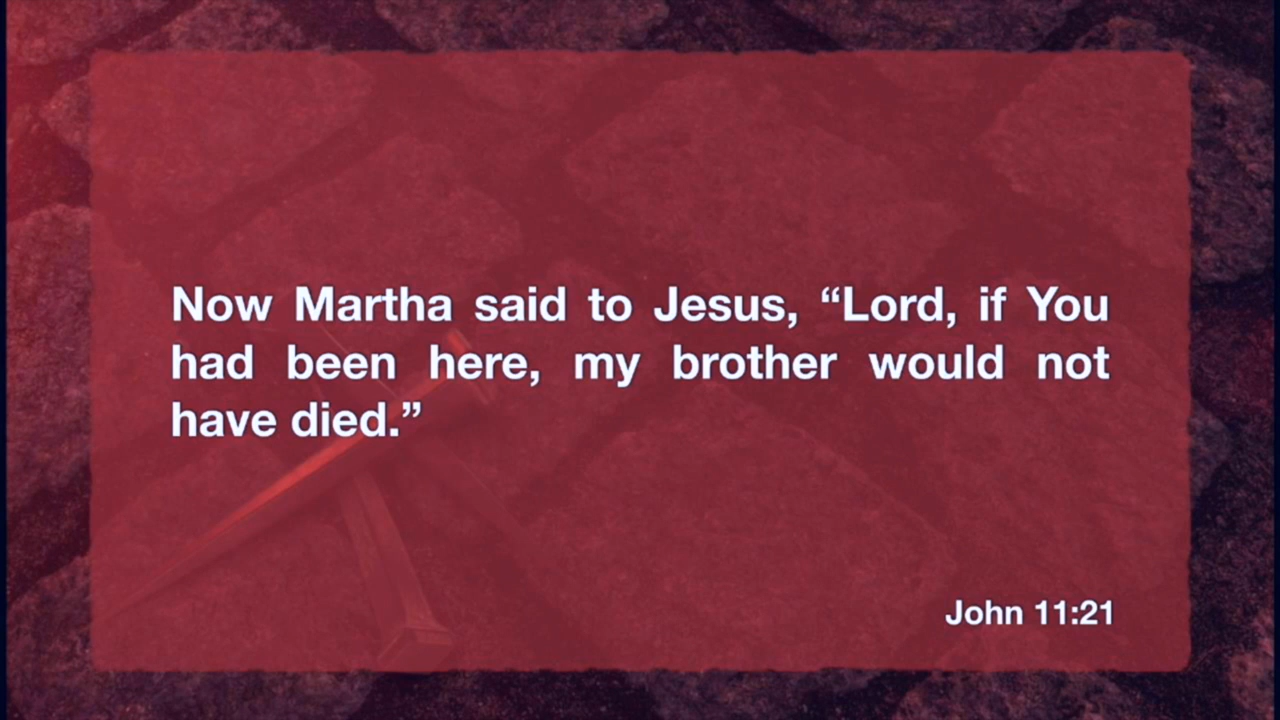 Now Martha said to Jesus, “Lord, if You
had been here, my brother would not
have died.”
John 11:21